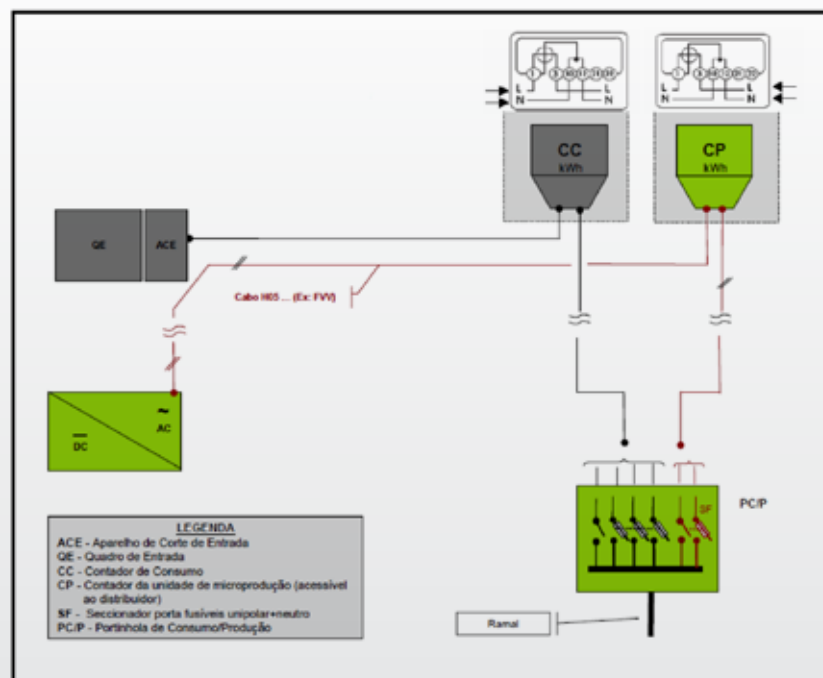 L
N
L
N
CC
kWh
CP
kWh
QE
ACE
Cabo H05 ... (Ex: FVV)
~
AC
DC
SF
PC/P
LEGENDA
ACE - Aparelho de Corte de Entrada
QE - Quadro de Entrada
CC - Contador de Consumo
CP - Contador da unidade de microprodução (acessível
ao distribuidor)
SF - Seccionador porta fusíveis unipolar+neutro
PC/P - Portinhola de Consumo/Produção
Ramal